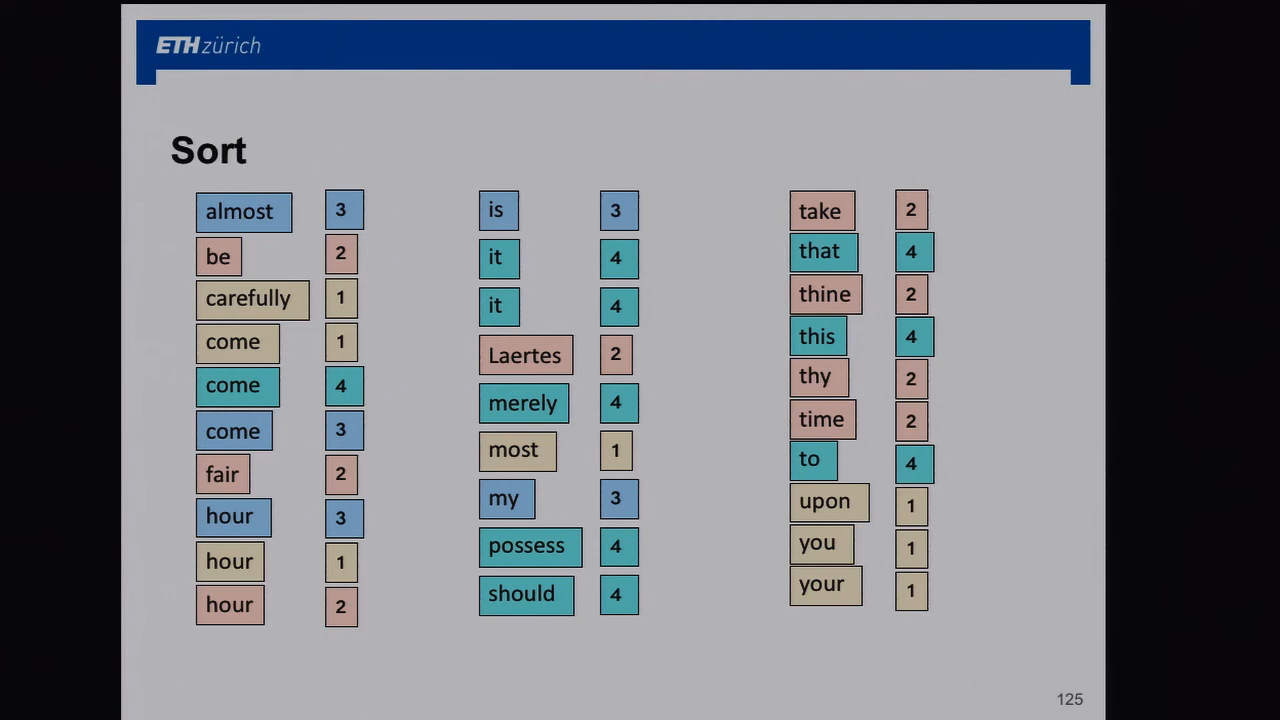 ETH zürich
Sort
almost 3
be 2
carefully 1
come 1
come 4
come 3
fair 2
hour 3
hour 1
hour 2
is 3
it 4
it 4
Laertes 2
merely 4
most 1
my 3
possess 4
should 4
take 2
that 4
thine 2
this 4
thy 2
time 2
to 4
upon 1
you 1
your 1
125